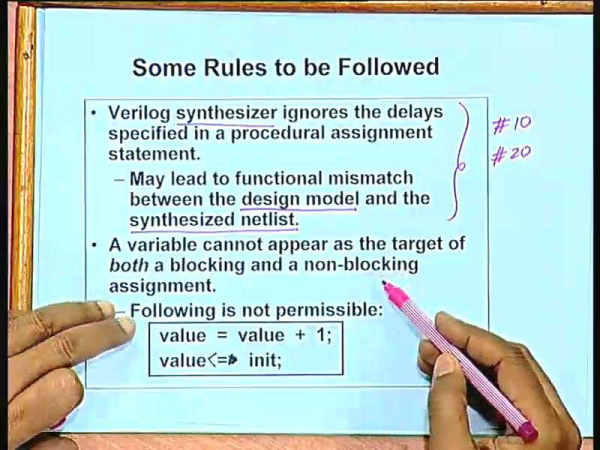 Some Rules to be Followed
• Verilog synthesizer ignores the delays
specified in a procedural assignment
statement.
– May lead to functional mismatch
between the design model and the
synthesized netlist.
#10
#20
• A variable cannot appear as the target of
both a blocking and a non-blocking
assignment.
– Following is not permissible:
value = value + 1;
value<= init;